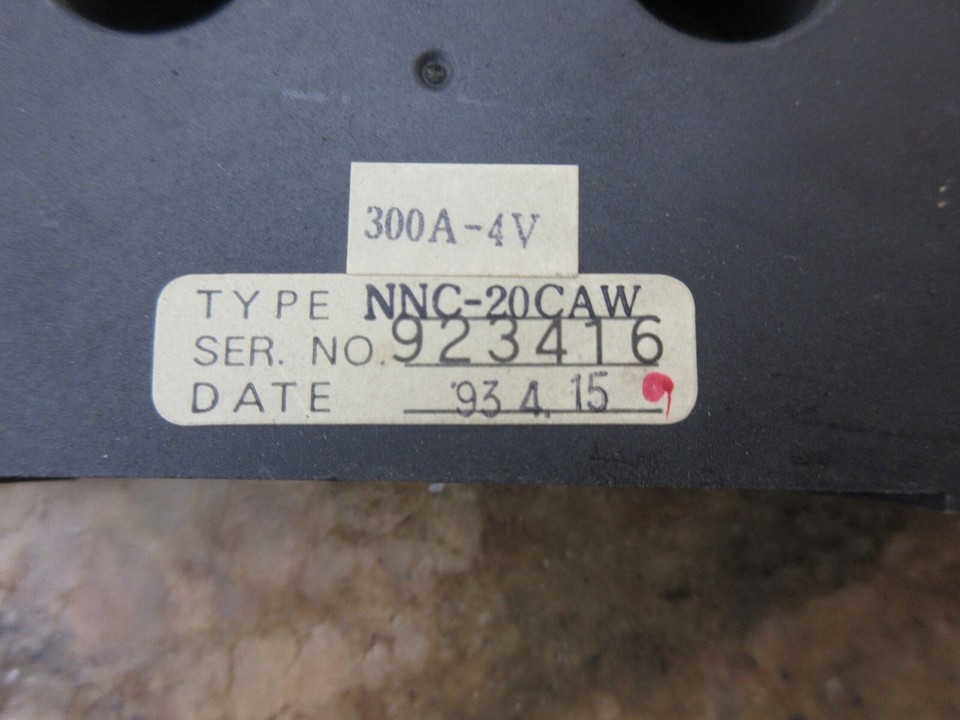 300A-4V
TYPE NNC-20CAW
SER. NO. 923416
DATE '93 4. 15